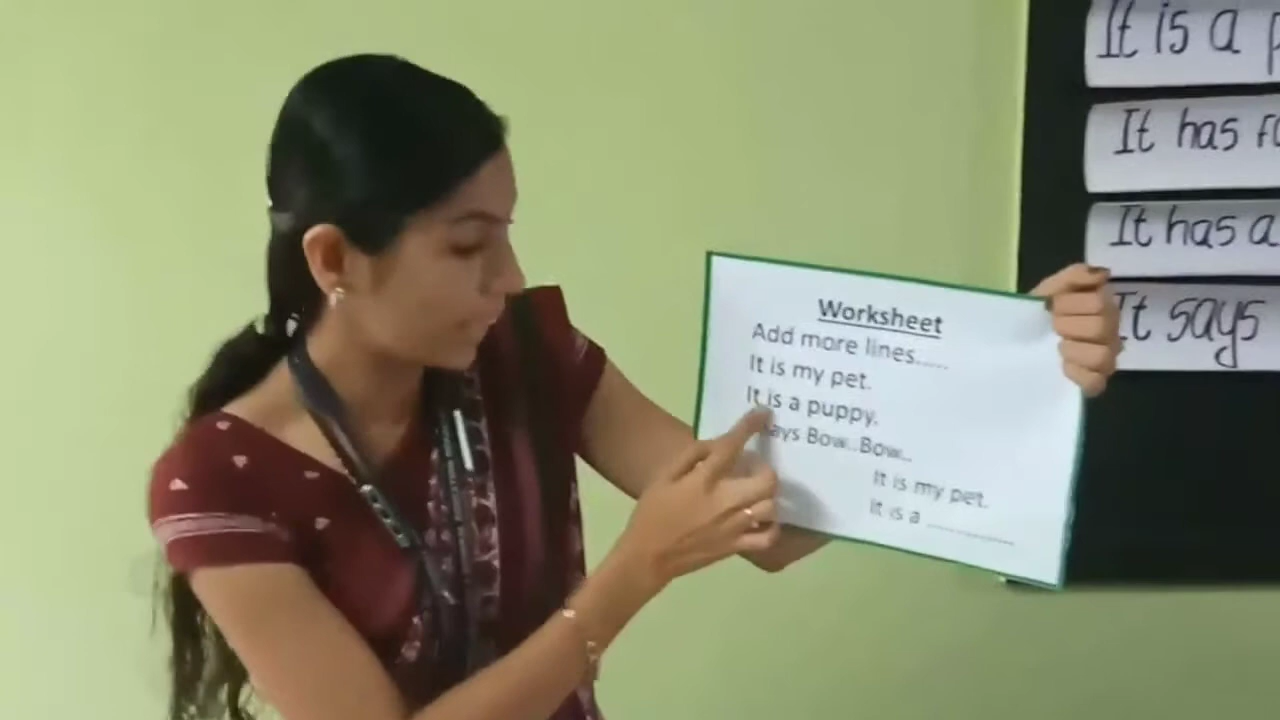 Worksheet
Add more lines.....
It is my pet.
It is a puppy.
says Bow..Bow..
It is my pet.
It is a ..............
It is a
It has
It has a
It says